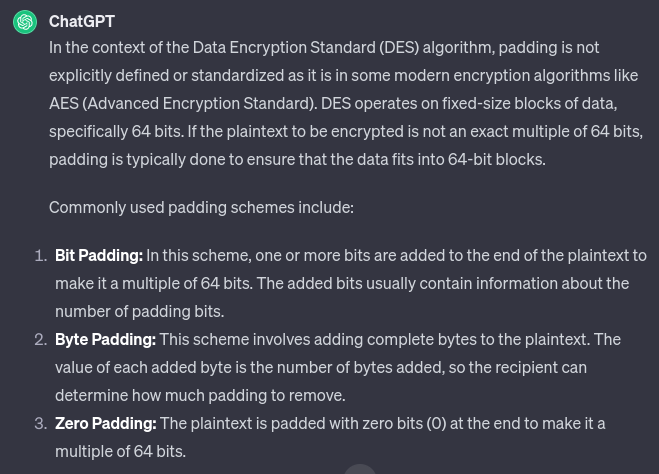 ChatGPT
In the context of the Data Encryption Standard (DES) algorithm, padding is not
explicitly defined or standardized as it is in some modern encryption algorithms like
AES (Advanced Encryption Standard). DES operates on fixed-size blocks of data,
specifically 64 bits. If the plaintext to be encrypted is not an exact multiple of 64 bits,
padding is typically done to ensure that the data fits into 64-bit blocks.
Commonly used padding schemes include:
1. Bit Padding: In this scheme, one or more bits are added to the end of the plaintext to
make it a multiple of 64 bits. The added bits usually contain information about the
number of padding bits.
2. Byte Padding: This scheme involves adding complete bytes to the plaintext. The
value of each added byte is the number of bytes added, so the recipient can
determine how much padding to remove.
3. Zero Padding: The plaintext is padded with zero bits (0) at the end to make it a
multiple of 64 bits.